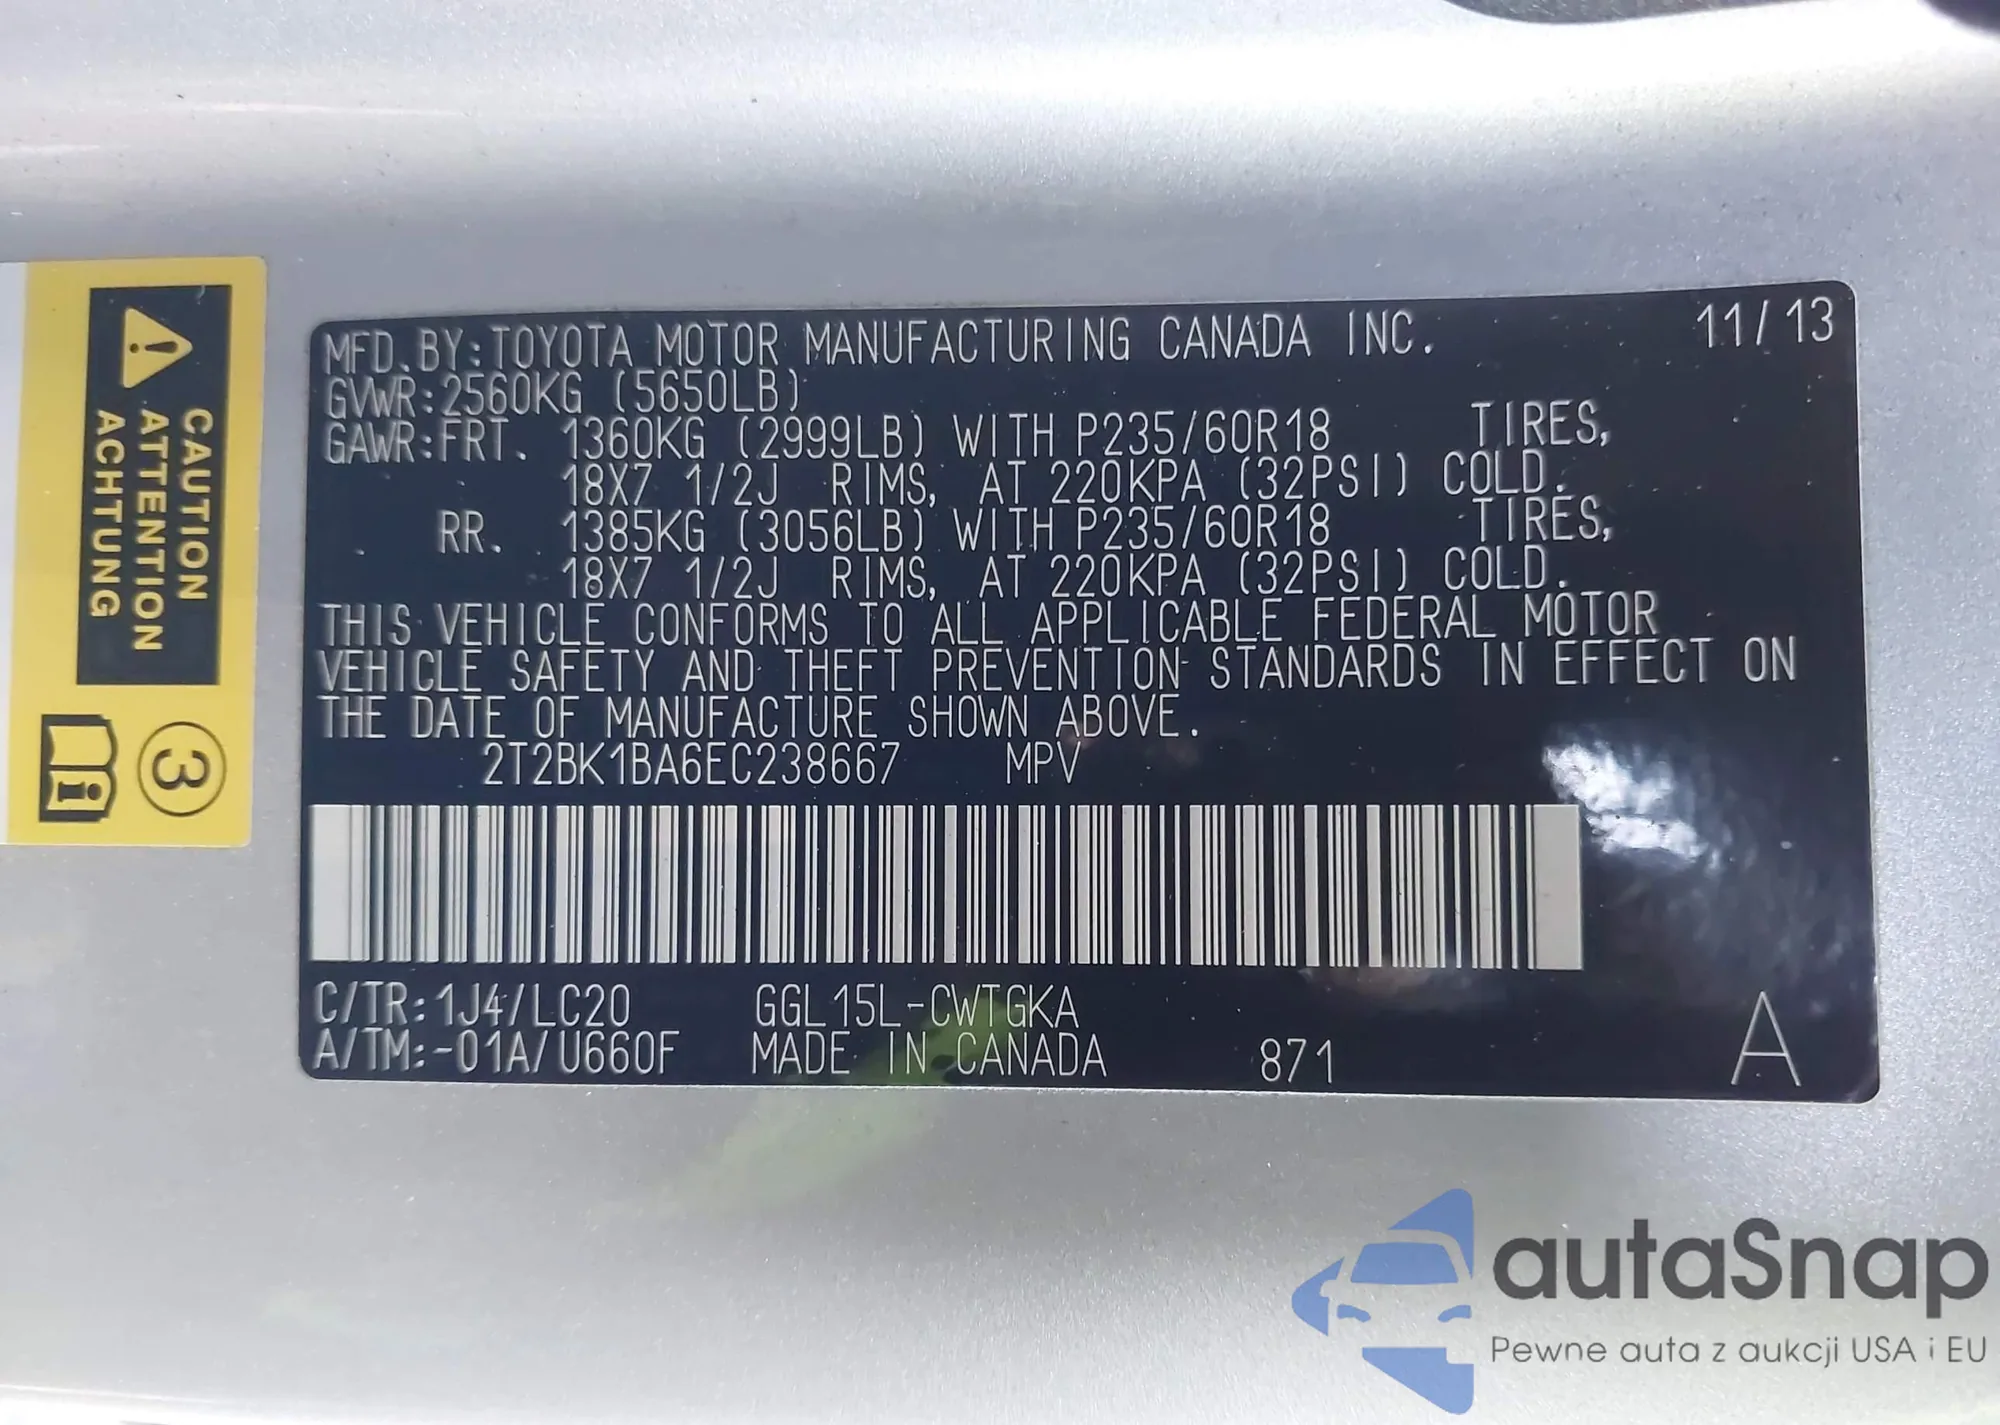 CAUTION
ATTENTION
ACHTUNG
3
MFD.BY:TOYOTA MOTOR MANUFACTURING CANADA INC. 11/13
GVWR:2560KG (5650LB)
GAWR:FRT. 1360KG (2999LB) WITH P235/60R18 TIRES,
18X7 1/2J RIMS, AT 220KPA (32PSI) COLD.
RR. 1385KG (3056LB) WITH P235/60R18 TIRES,
18X7 1/2J RIMS, AT 220KPA (32PSI) COLD.
THIS VEHICLE CONFORMS TO ALL APPLICABLE FEDERAL MOTOR
VEHICLE SAFETY AND THEFT PREVENTION STANDARDS IN EFFECT ON
THE DATE OF MANUFACTURE SHOWN ABOVE.
2T2BK1BA6EC238667 MPV
C/TR:1J4/LC20 GGL15L-CWTGKA
A/TM:-01A/U660F MADE IN CANADA 871 A
autaSnap
Pewne auta z aukcji USA i EU